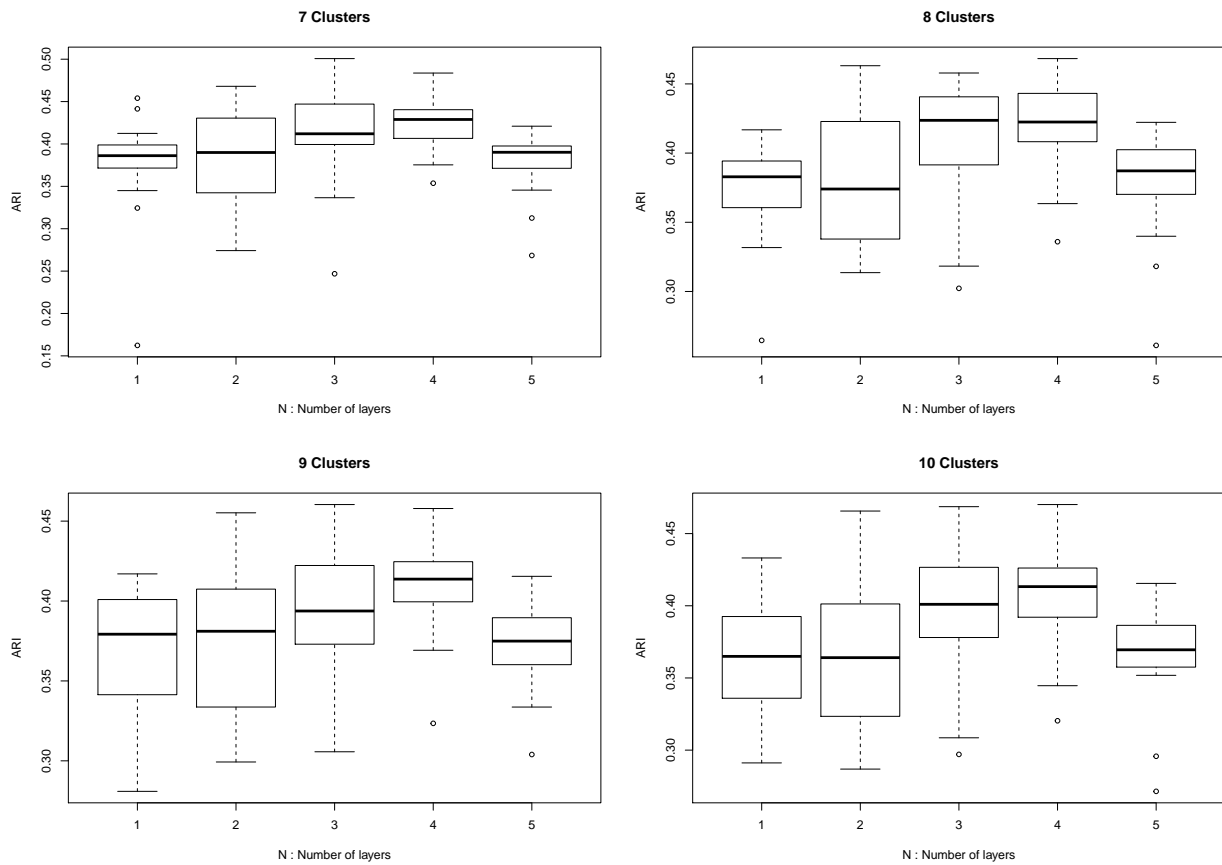 7 Clusters
ARI
0.50
0.45
0.40
0.35
0.30
0.25
0.20
0.15
1 2 3 4 5
N : Number of layers
8 Clusters
ARI
0.45
0.40
0.35
0.30
1 2 3 4 5
N : Number of layers
9 Clusters
ARI
0.45
0.40
0.35
0.30
1 2 3 4 5
N : Number of layers
10 Clusters
ARI
0.45
0.40
0.35
0.30
1 2 3 4 5
N : Number of layers